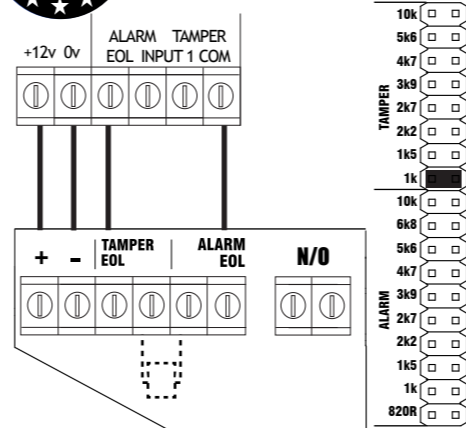 ALARM TAMPER
+12v 0v EOL INPUT 1 COM
+ - TAMPER EOL ALARM EOL N/O
TAMPER
10k
5k6
4k7
3k9
2k7
2k2
1k5
1k
ALARM
10k
6k8
5k6
4k7
3k9
2k7
2k2
1k5
1k
820R